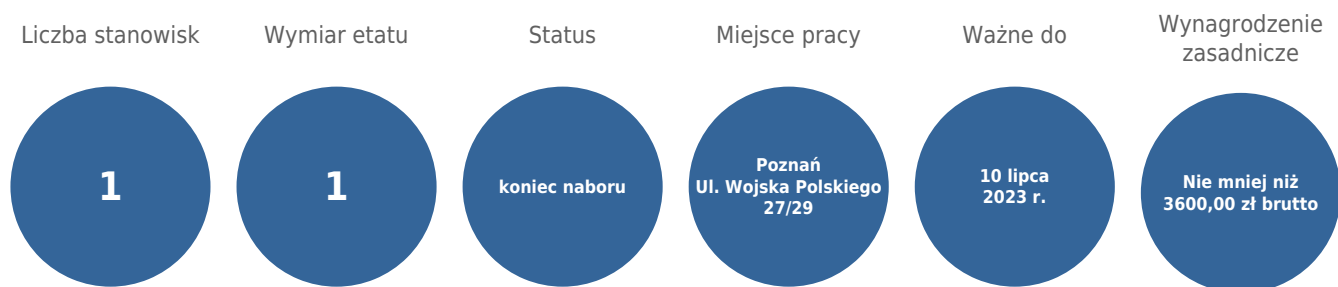 Liczba stanowisk
1
Wymiar etatu
1
Status
koniec naboru
Miejsce pracy
Poznań
Ul. Wojska Polskiego
27/29
Ważne do
10 lipca
2023 r.
Wynagrodzenie
zasadnicze
Nie mniej niż
3600,00 zł brutto